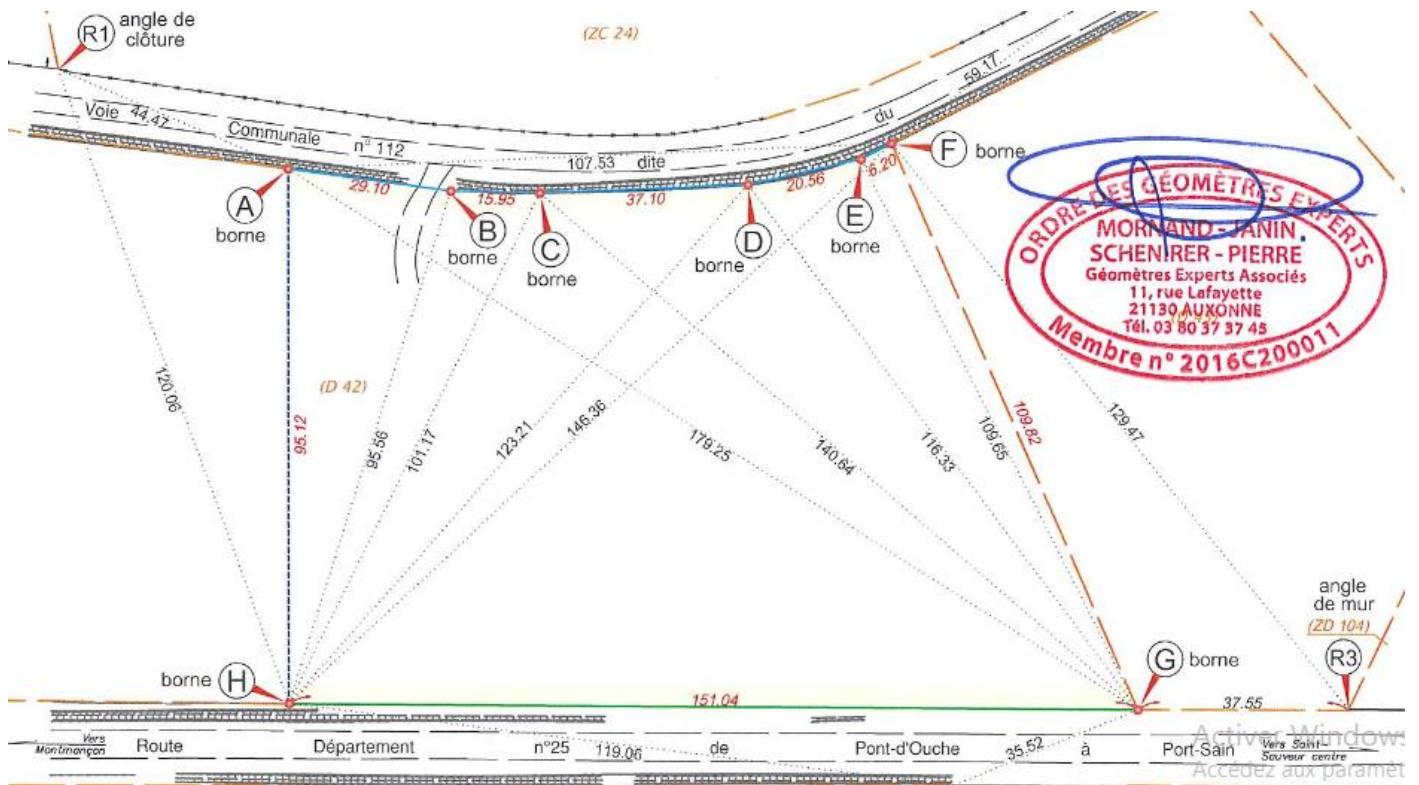 R1
angle de
clôture
(ZC 24)
59.17
Voie 44.47
Communale
n° 112
107.53 dite
du
F borne
29.10
15.95
37.10
20.56
6.20
A
borne
B
borne
C
borne
D
borne
E
borne
ORDRE DES GÉOMÈTRES EXPERTS
MORNAND - JANIN
SCHENIRER - PIERRE
Géomètres Experts Associés
11, rue Lafayette
21130 AUXONNE
Tél. 03 80 37 37 45
Membre n° 2016C200011
(D 42)
120.06
95.12
95.56
101.17
123.21
146.36
179.25
140.64
116.33
109.65
109.82
129.47
angle
de mur
(ZD 104)
R3
borne H
G borne
151.04
37.55
Vers
Montmançon
Route
Département
n°25
119.06
de
Pont-d'Ouche
35.52
à
Port-Sain
Vers Saint-
Sauveur centre
Activer Windows
Accédez aux paramèt